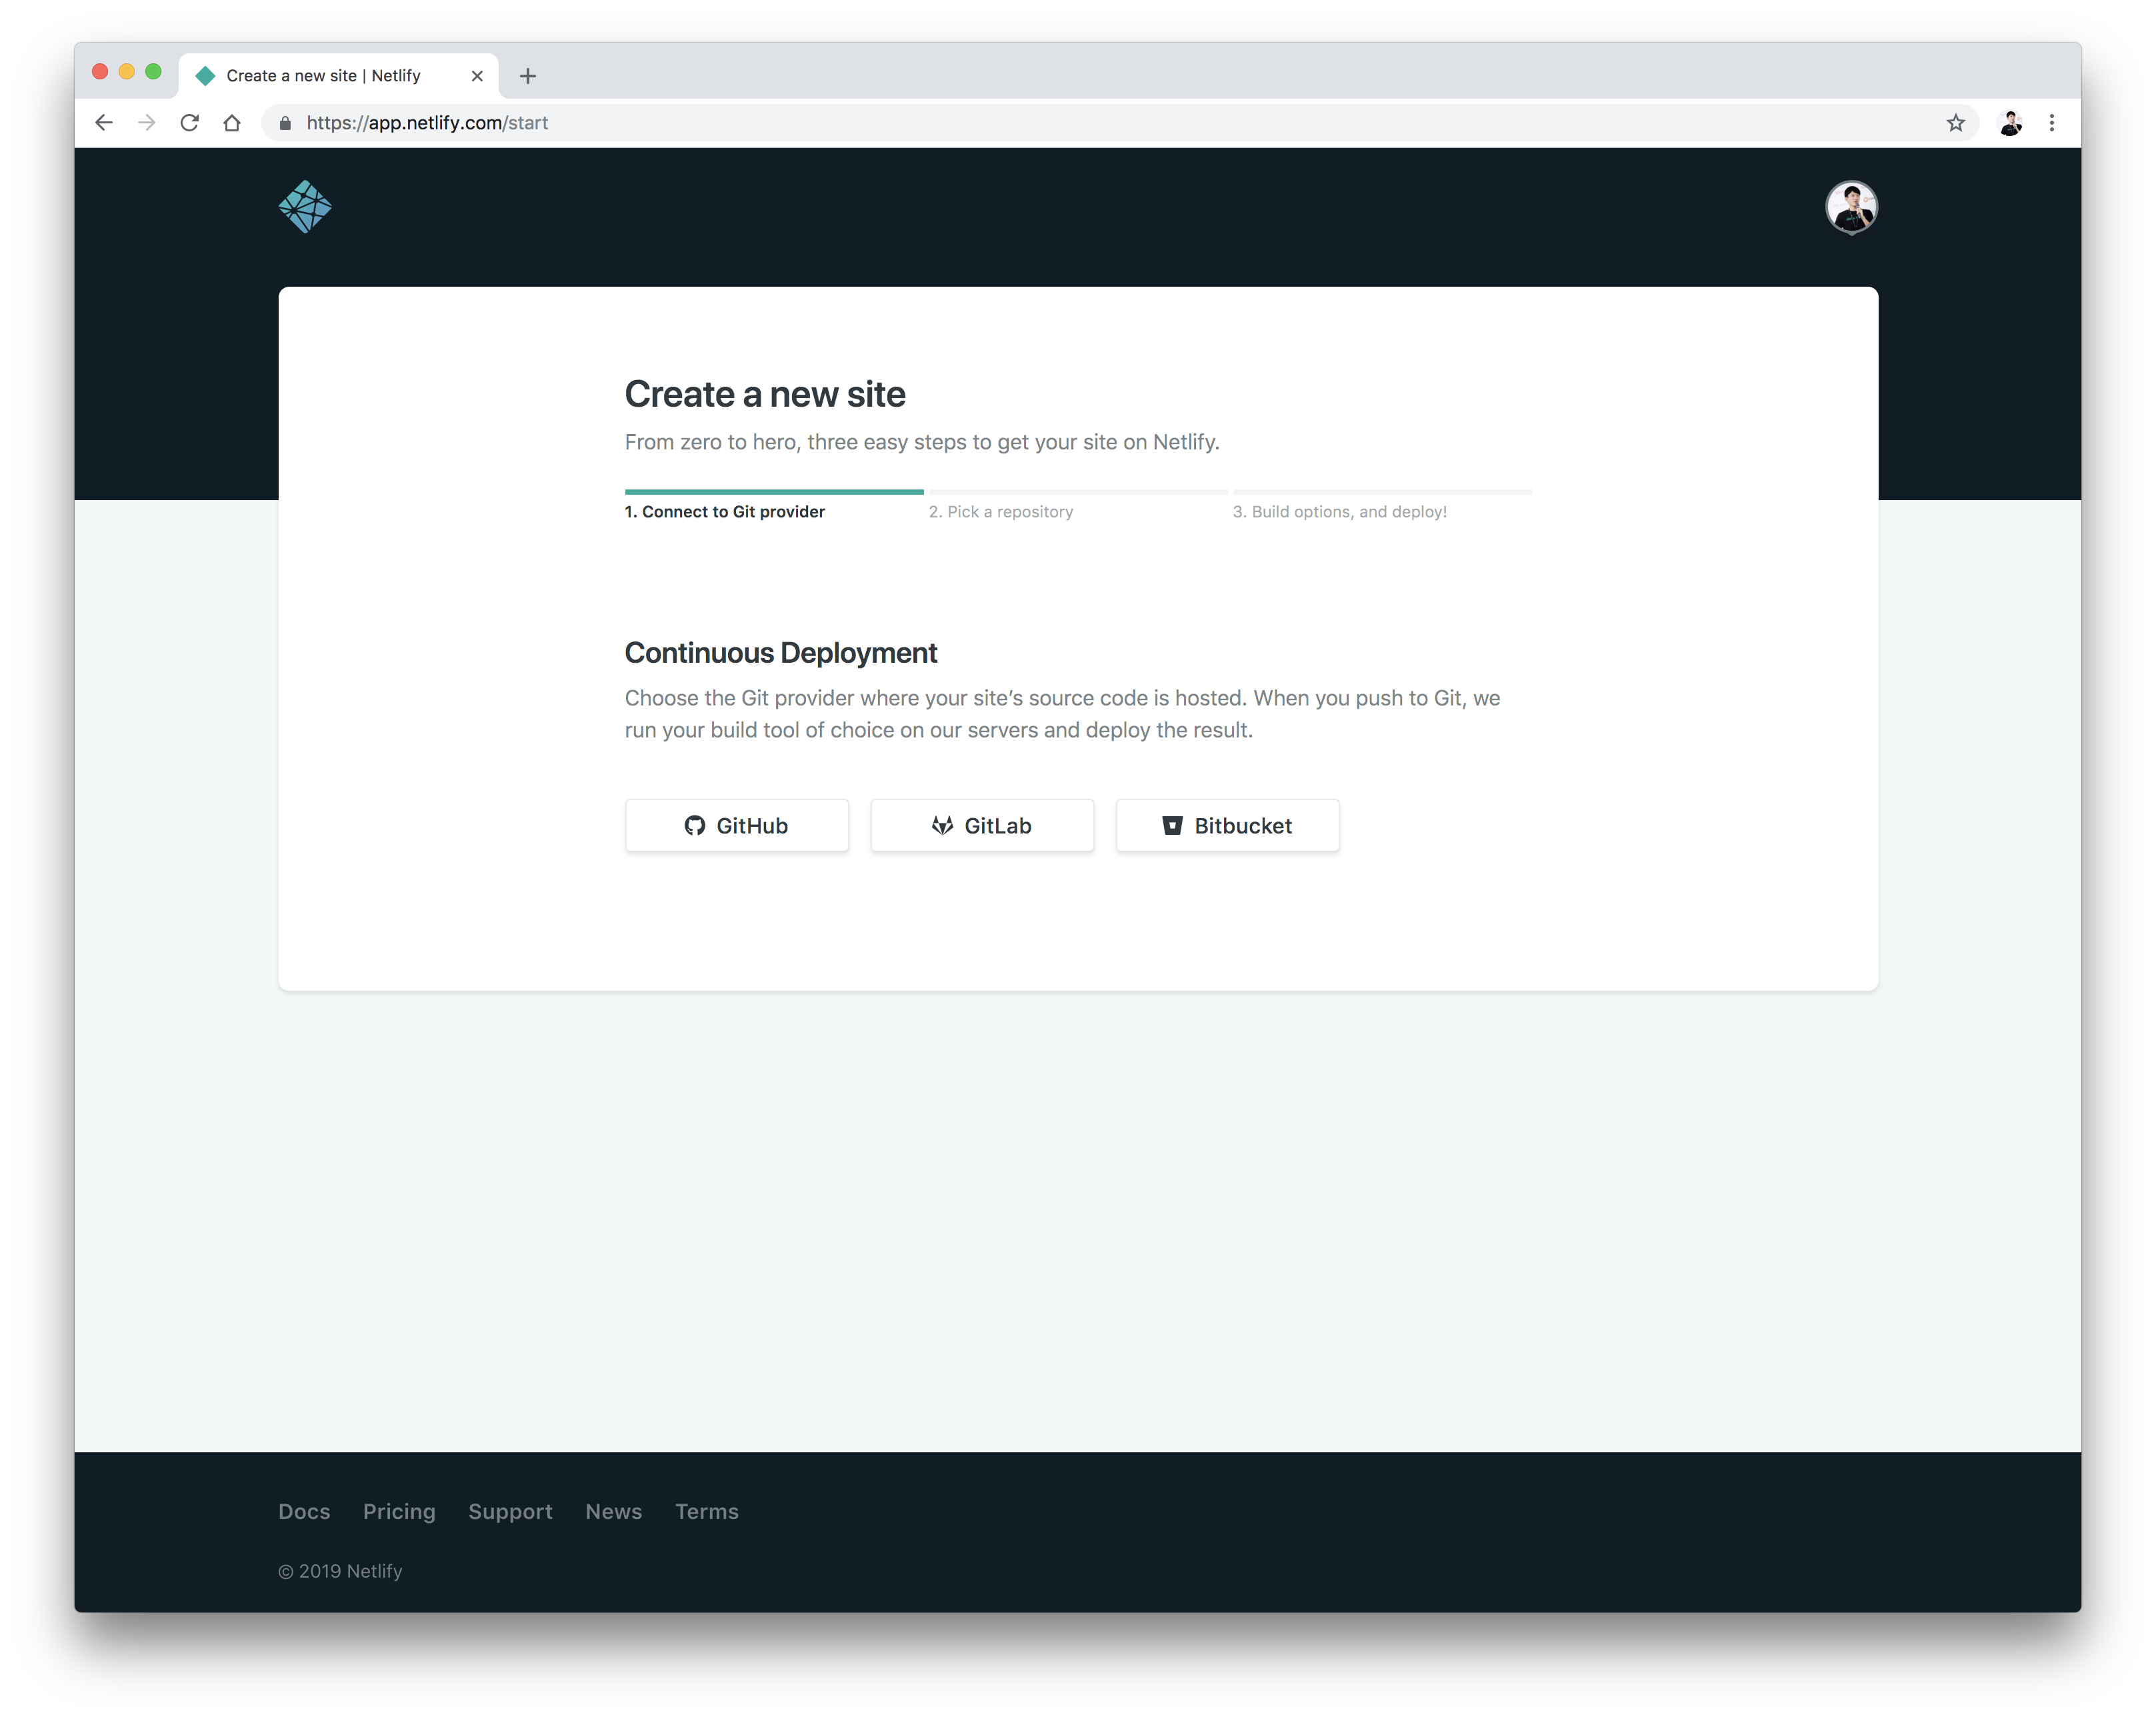 Create a new site | Netlify
https://app.netlify.com/start
Create a new site
From zero to hero, three easy steps to get your site on Netlify.
1. Connect to Git provider
2. Pick a repository
3. Build options, and deploy!
Continuous Deployment
Choose the Git provider where your site’s source code is hosted. When you push to Git, we
run your build tool of choice on our servers and deploy the result.
GitHub
GitLab
Bitbucket
Docs Pricing Support News Terms
© 2019 Netlify